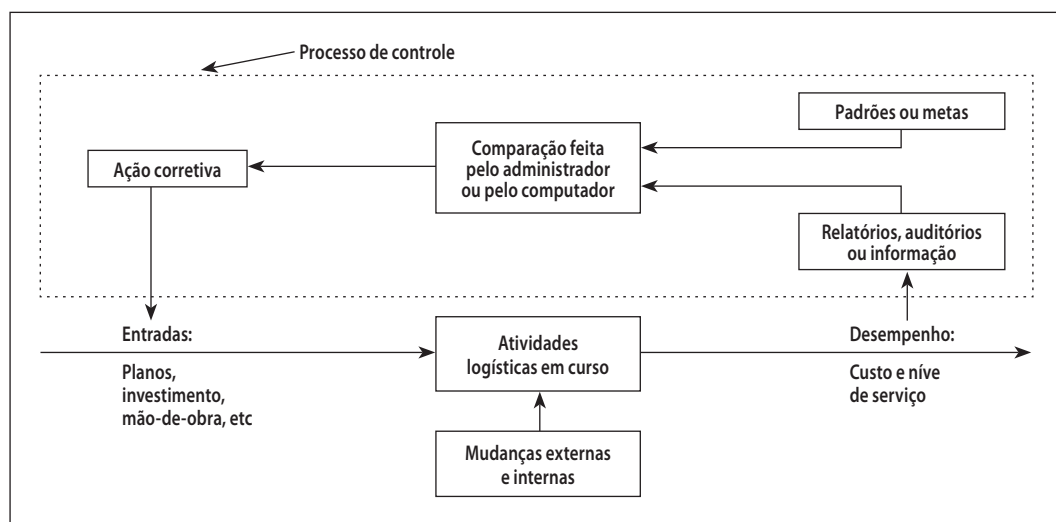 Processo de controle
Padrões ou metas
Comparação feita
pelo administrador
ou pelo computador
Ação corretiva
Relatórios, auditórios
ou informação
Entradas:
Planos,
investimento,
mão-de-obra, etc
Atividades
logísticas em curso
Desempenho:
Custo e níve
de serviço
Mudanças externas
e internas